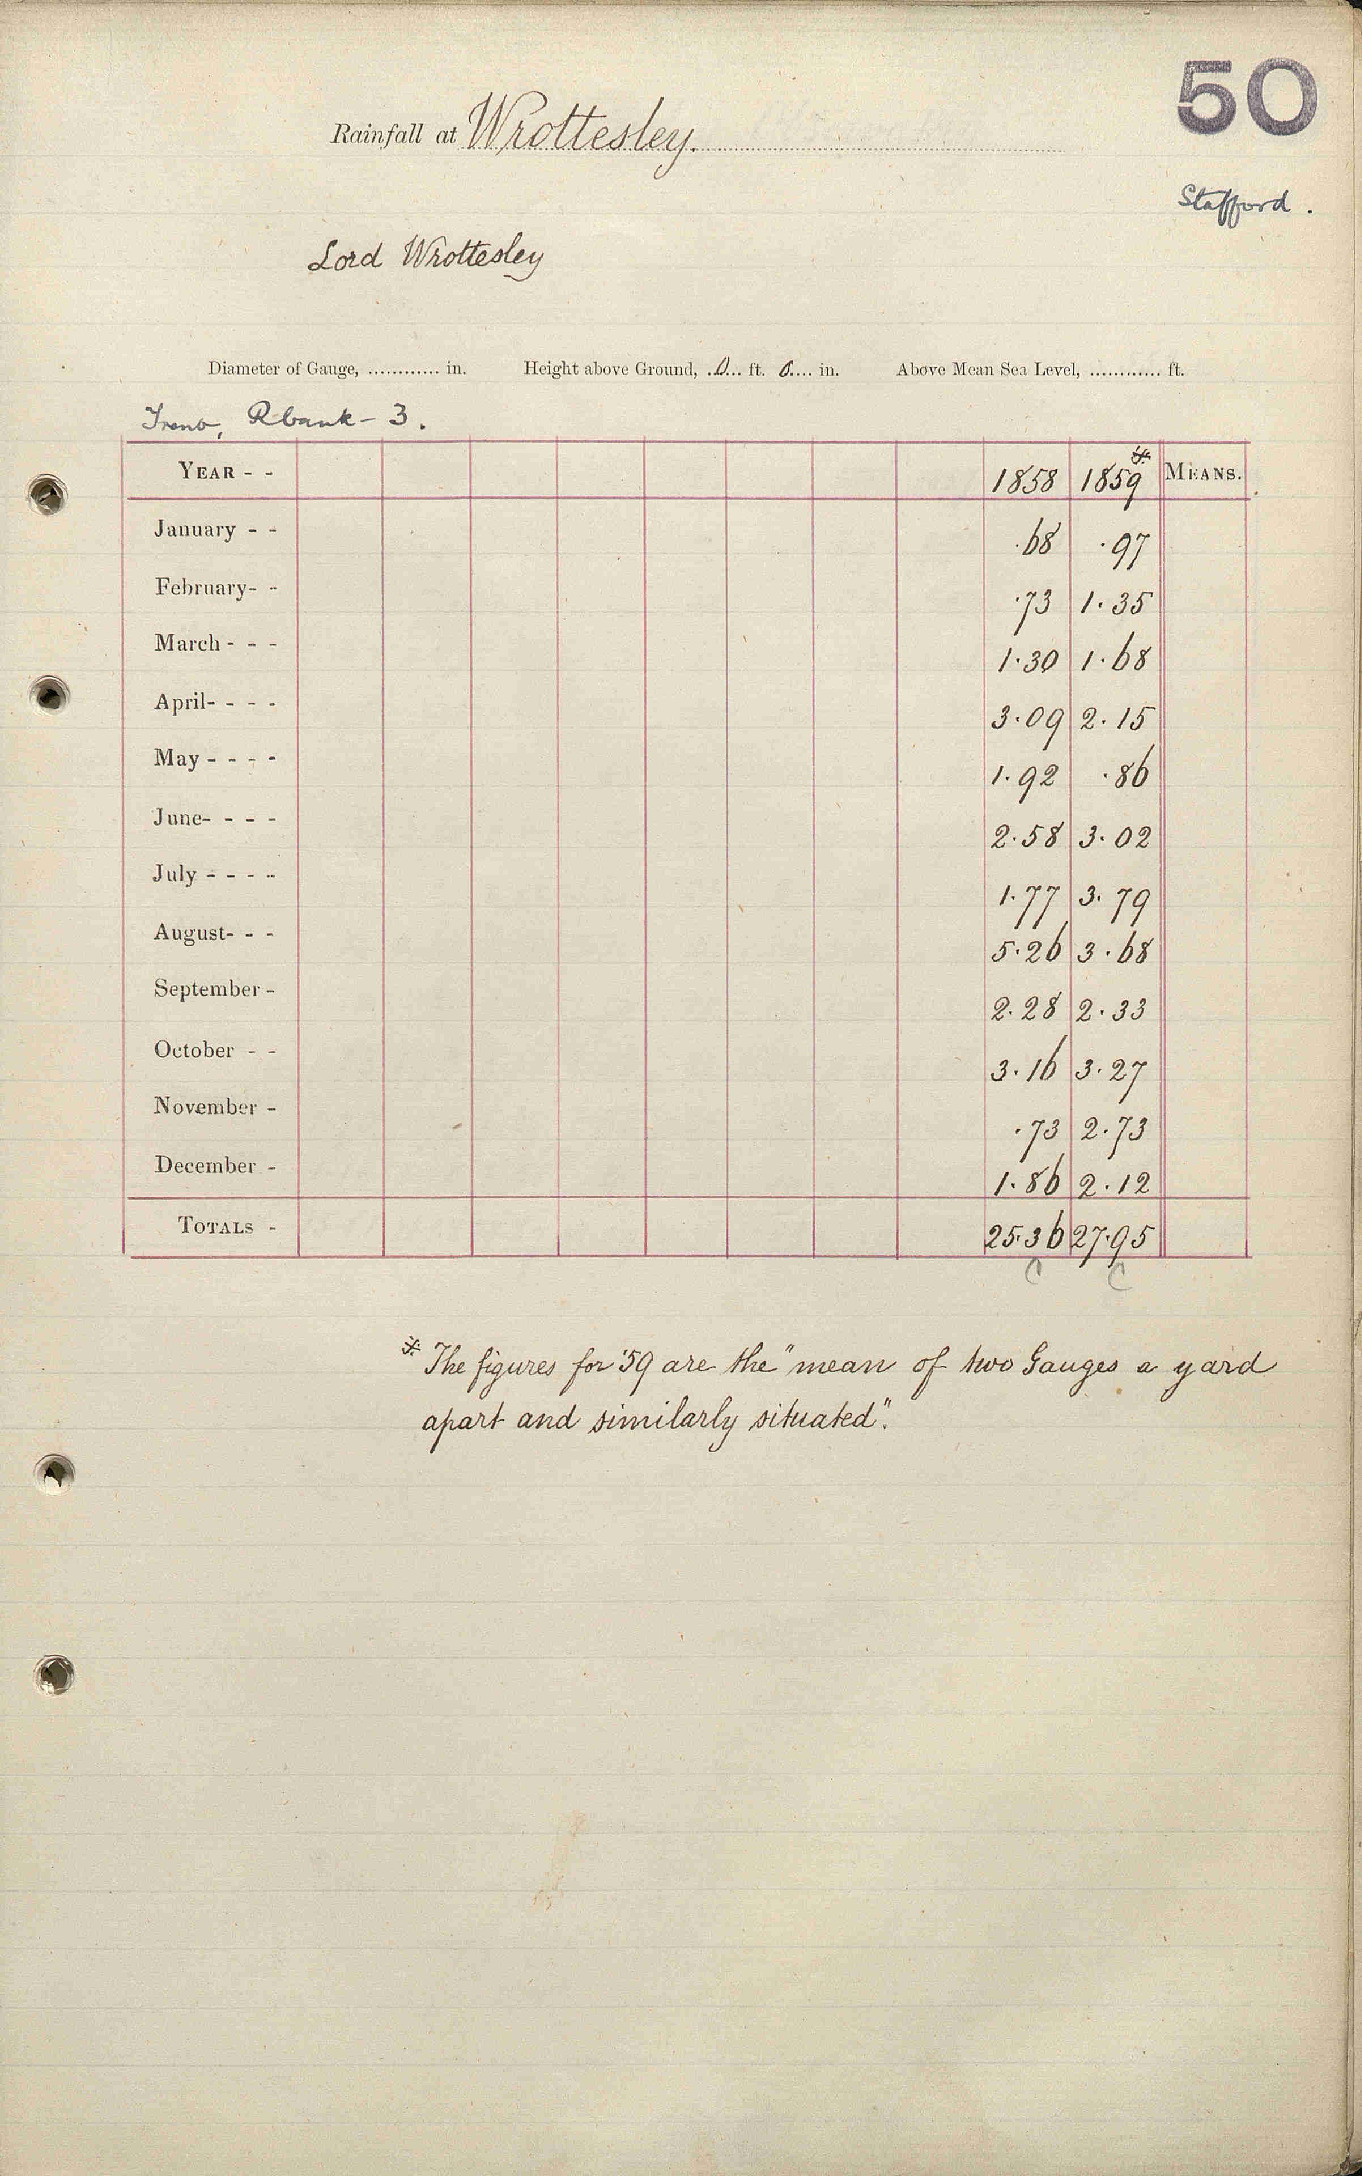 50
Rainfall at Wrottesley.
Stafford.
Lord Wrottesley
Diameter of Gauge, ............ in. Height above Ground, ..0... ft. 6.... in. Above Mean Sea Level, ............ ft.
Trent, R bank - 3.
YEAR - - 1858 1859* MEANS.
January - - .68 .97
February- - .73 1.35
March - - - 1.30 1.68
April- - - - 3.09 2.15
May - - - - 1.92 .86
June- - - - 2.58 3.02
July - - - - 1.77 3.79
August- - - 5.26 3.68
September - 2.28 2.33
October - - 3.16 3.27
November - .73 2.73
December - 1.86 2.12
TOTALS - 25.36 27.95
C C
* The figures for '59 are the "mean of two Gauges a yard
apart and similarly situated".